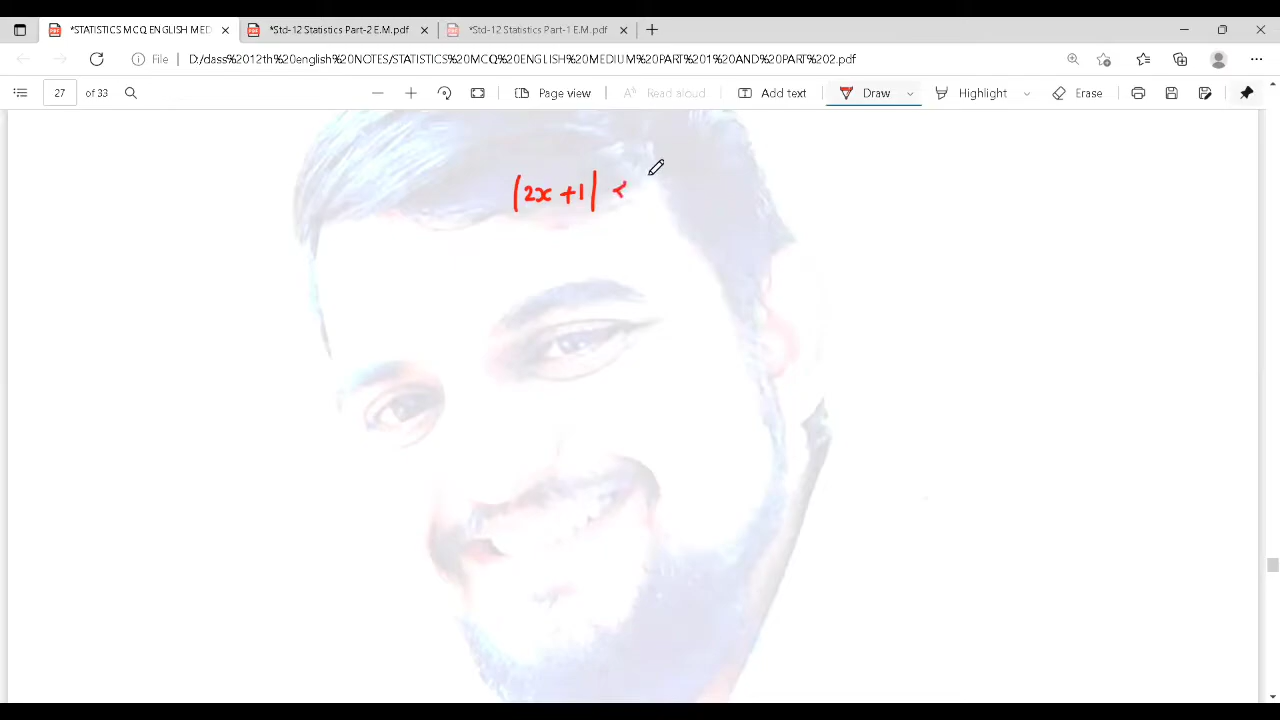 *STATISTICS MCQ ENGLISH MED
*Std-12 Statistics Part-2 E.M.pdf
*Std-12 Statistics Part-1 E.M.pdf
File D:/class%2012th%20english%20NOTES/STATISTICS%20MCQ%20ENGLISH%20MEDIUM%20PART%201%20AND%20PART%202.pdf
27 of 33 Page view Read aloud Add text Draw Highlight Erase
|2x+1| <